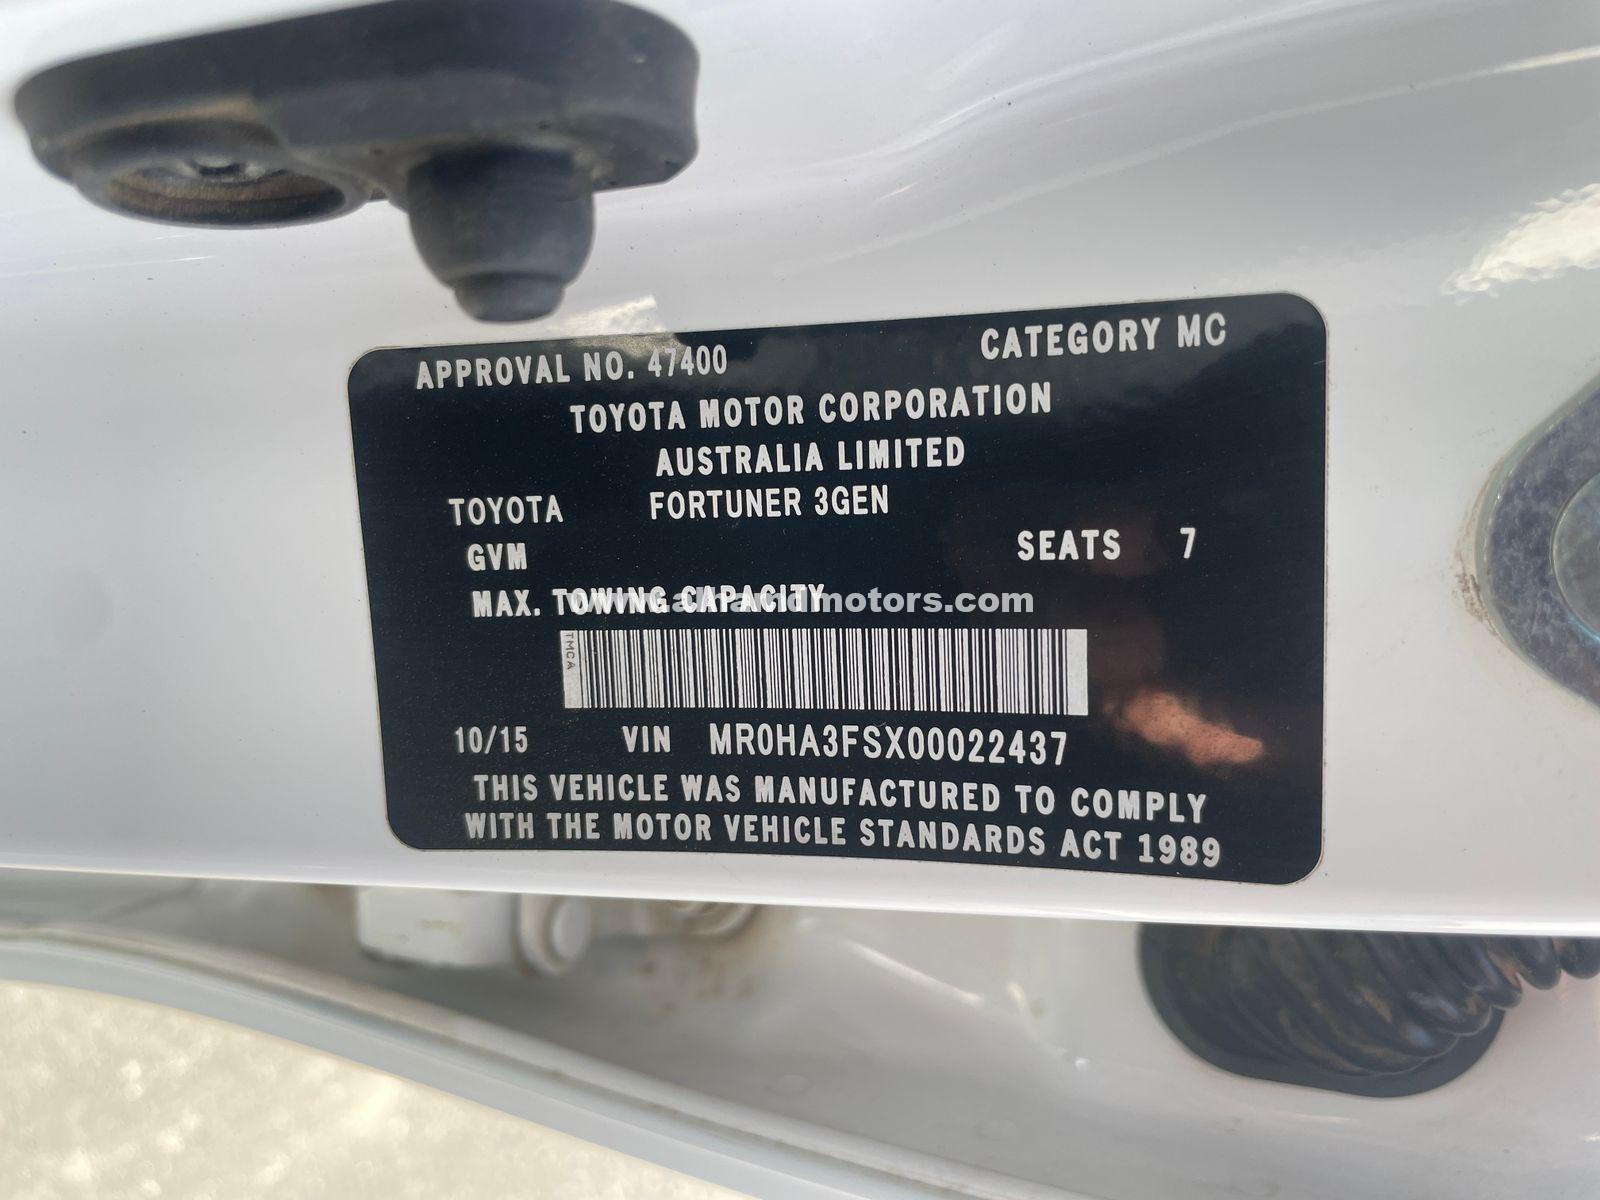 APPROVAL NO. 47400 CATEGORY MC
TOYOTA MOTOR CORPORATION
AUSTRALIA LIMITED
TOYOTA FORTUNER 3GEN
GVM SEATS 7
MAX. TOWING CAPACITY
TMCA
10/15 VIN MR0HA3FSX00022437
THIS VEHICLE WAS MANUFACTURED TO COMPLY
WITH THE MOTOR VEHICLE STANDARDS ACT 1989